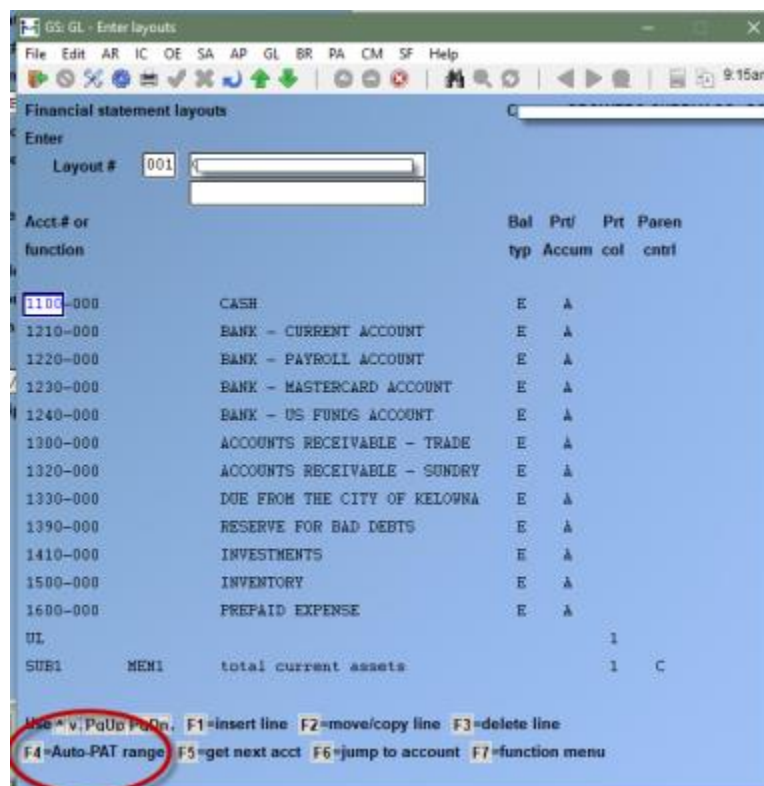 GS: GL - Enter layouts
File Edit AR IC OE SA AP GL BR PA CM SF Help
9:15am
Financial statement layouts
Enter
Layout # 001
Acct # or Bal Prt/ Prt Paren
function typ Accum col cntrl
1100-000 CASH E A
1210-000 BANK - CURRENT ACCOUNT E A
1220-000 BANK - PAYROLL ACCOUNT E A
1230-000 BANK - MASTERCARD ACCOUNT E A
1240-000 BANK - US FUNDS ACCOUNT E A
1300-000 ACCOUNTS RECEIVABLE - TRADE E A
1320-000 ACCOUNTS RECEIVABLE - SUNDRY E A
1330-000 DUE FROM THE CITY OF KELOWNA E A
1390-000 RESERVE FOR BAD DEBTS E A
1410-000 INVESTMENTS E A
1500-000 INVENTORY E A
1600-000 PREPAID EXPENSE E A
UL 1
SUB1 MEM1 total current assets 1 C
Use ^ v, PgUp PgDn, F1=insert line F2=move/copy line F3=delete line
F4=Auto-PAT range F5=get next acct F6=jump to account F7=function menu